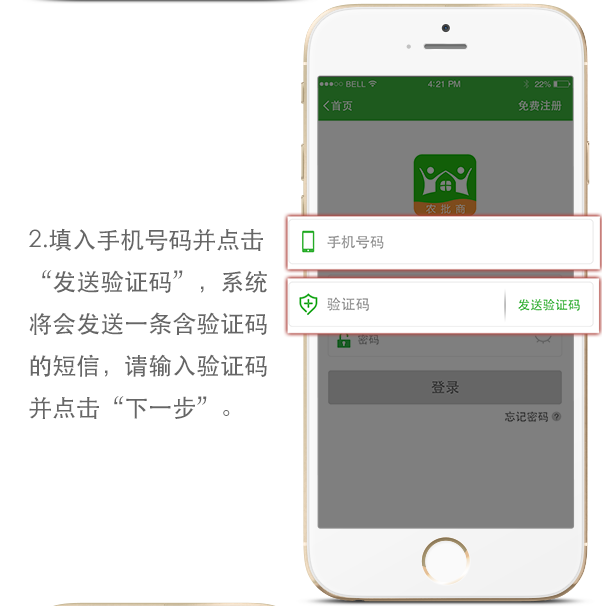 BELL 4:21 PM 22%
首页 免费注册
农批商
手机号码
验证码 发送验证码
密码
登录
忘记密码
2.填入手机号码并点击
“发送验证码”，系统
将会发送一条含验证码
的短信，请输入验证码
并点击“下一步”。